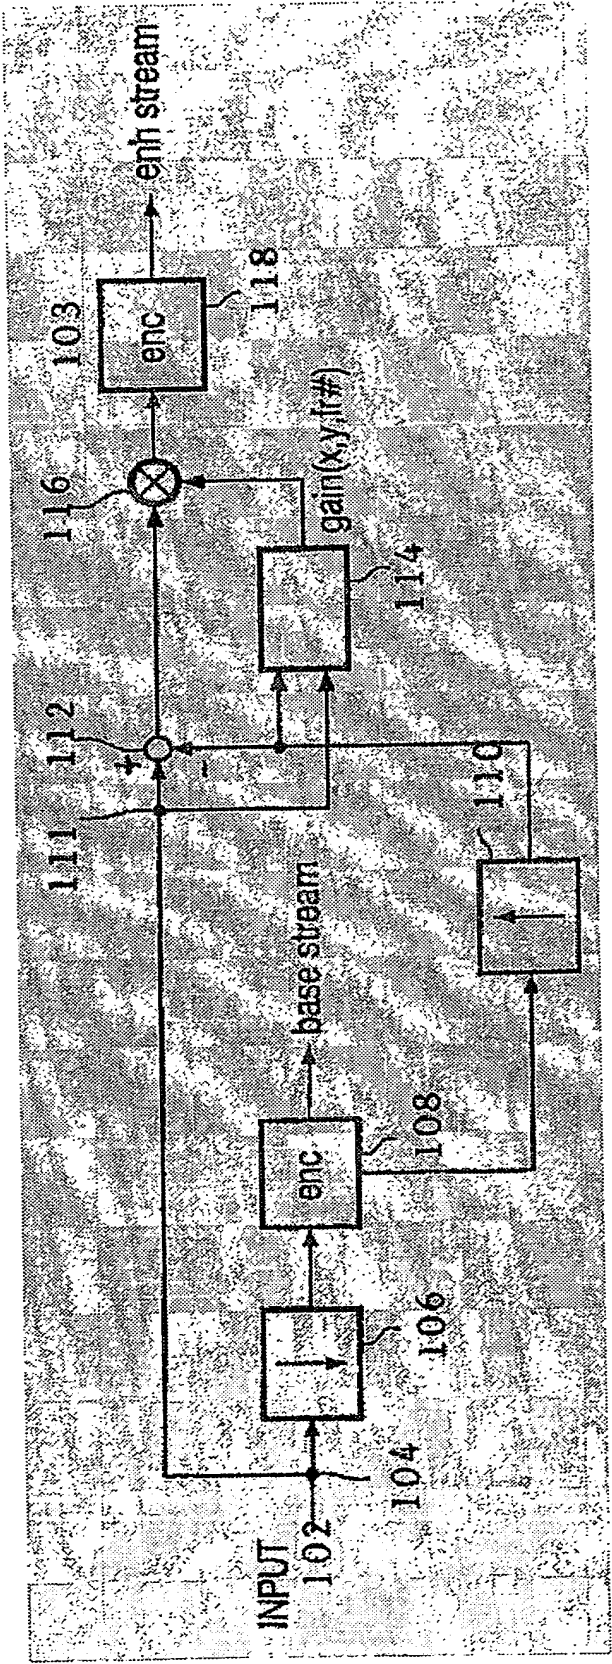 INPUT
102
104
106
enc
108
base stream
110
111
112
+
-
114
gain(x,y,fr#)
116
103
enc
118
enh stream